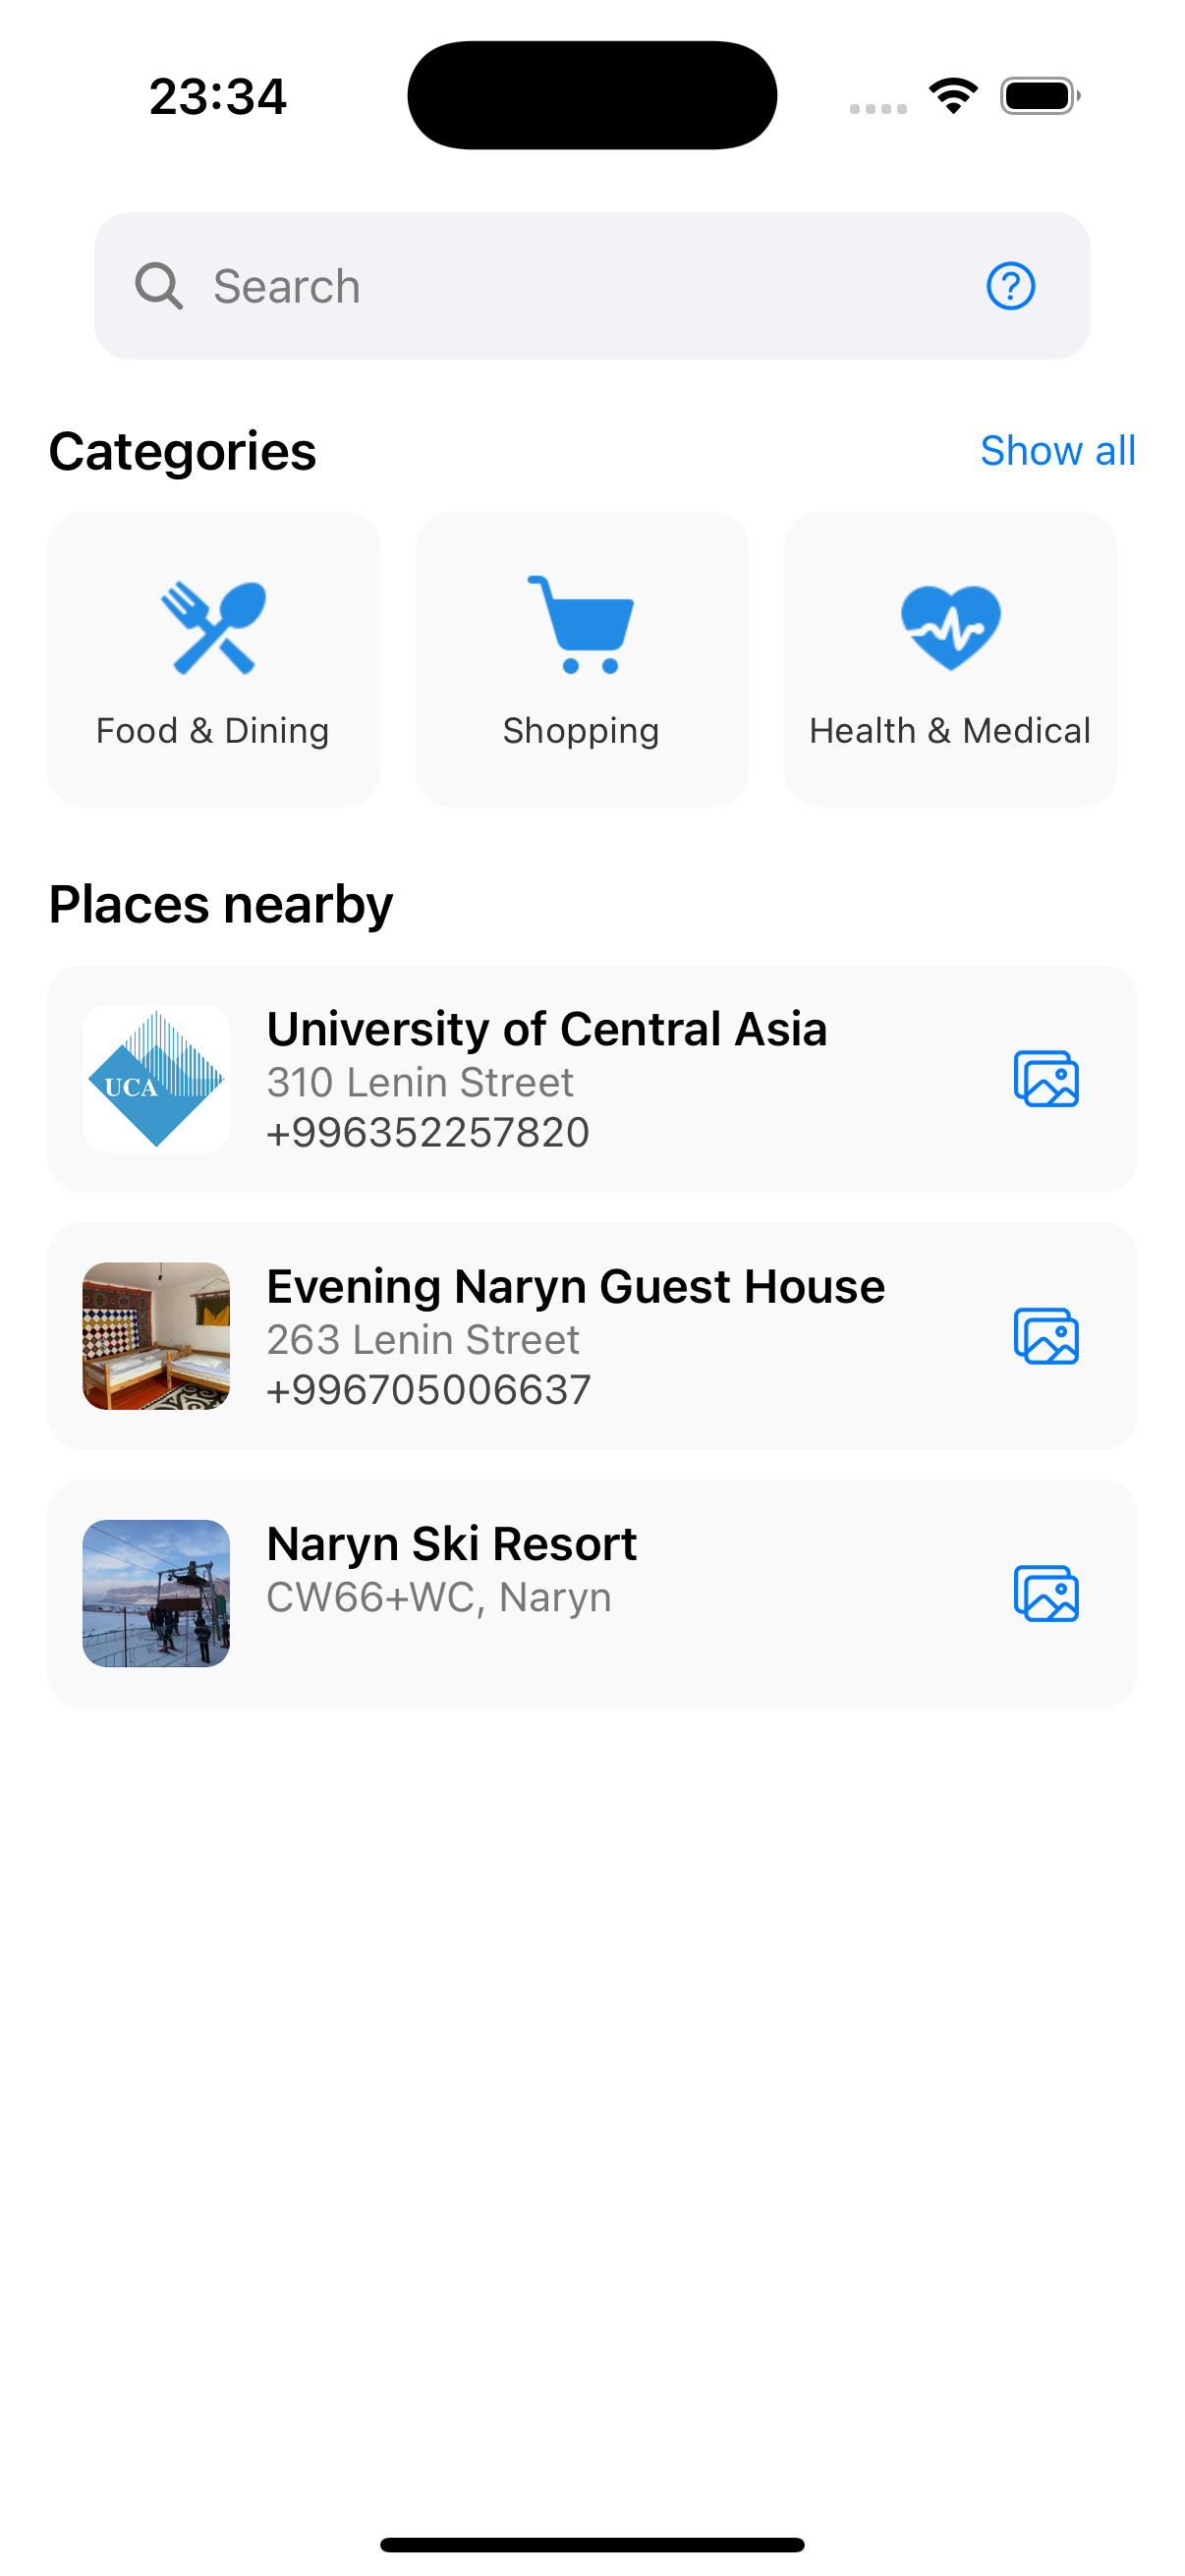 23:34
Search
Categories
Show all
Food & Dining
Shopping
Health & Medical
Places nearby
UCA
University of Central Asia
310 Lenin Street
+996352257820
Evening Naryn Guest House
263 Lenin Street
+996705006637
Naryn Ski Resort
CW66+WC, Naryn